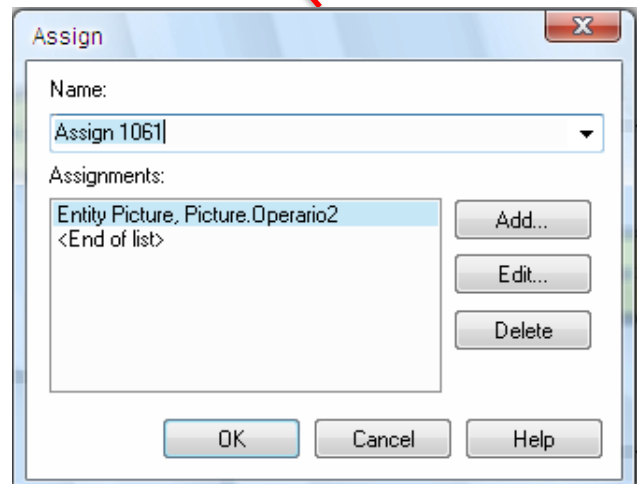 Assign
Name:
Assign 1061
Assignments:
Entity Picture, Picture.Operario2
<End of list>
Add...
Edit...
Delete
OK
Cancel
Help